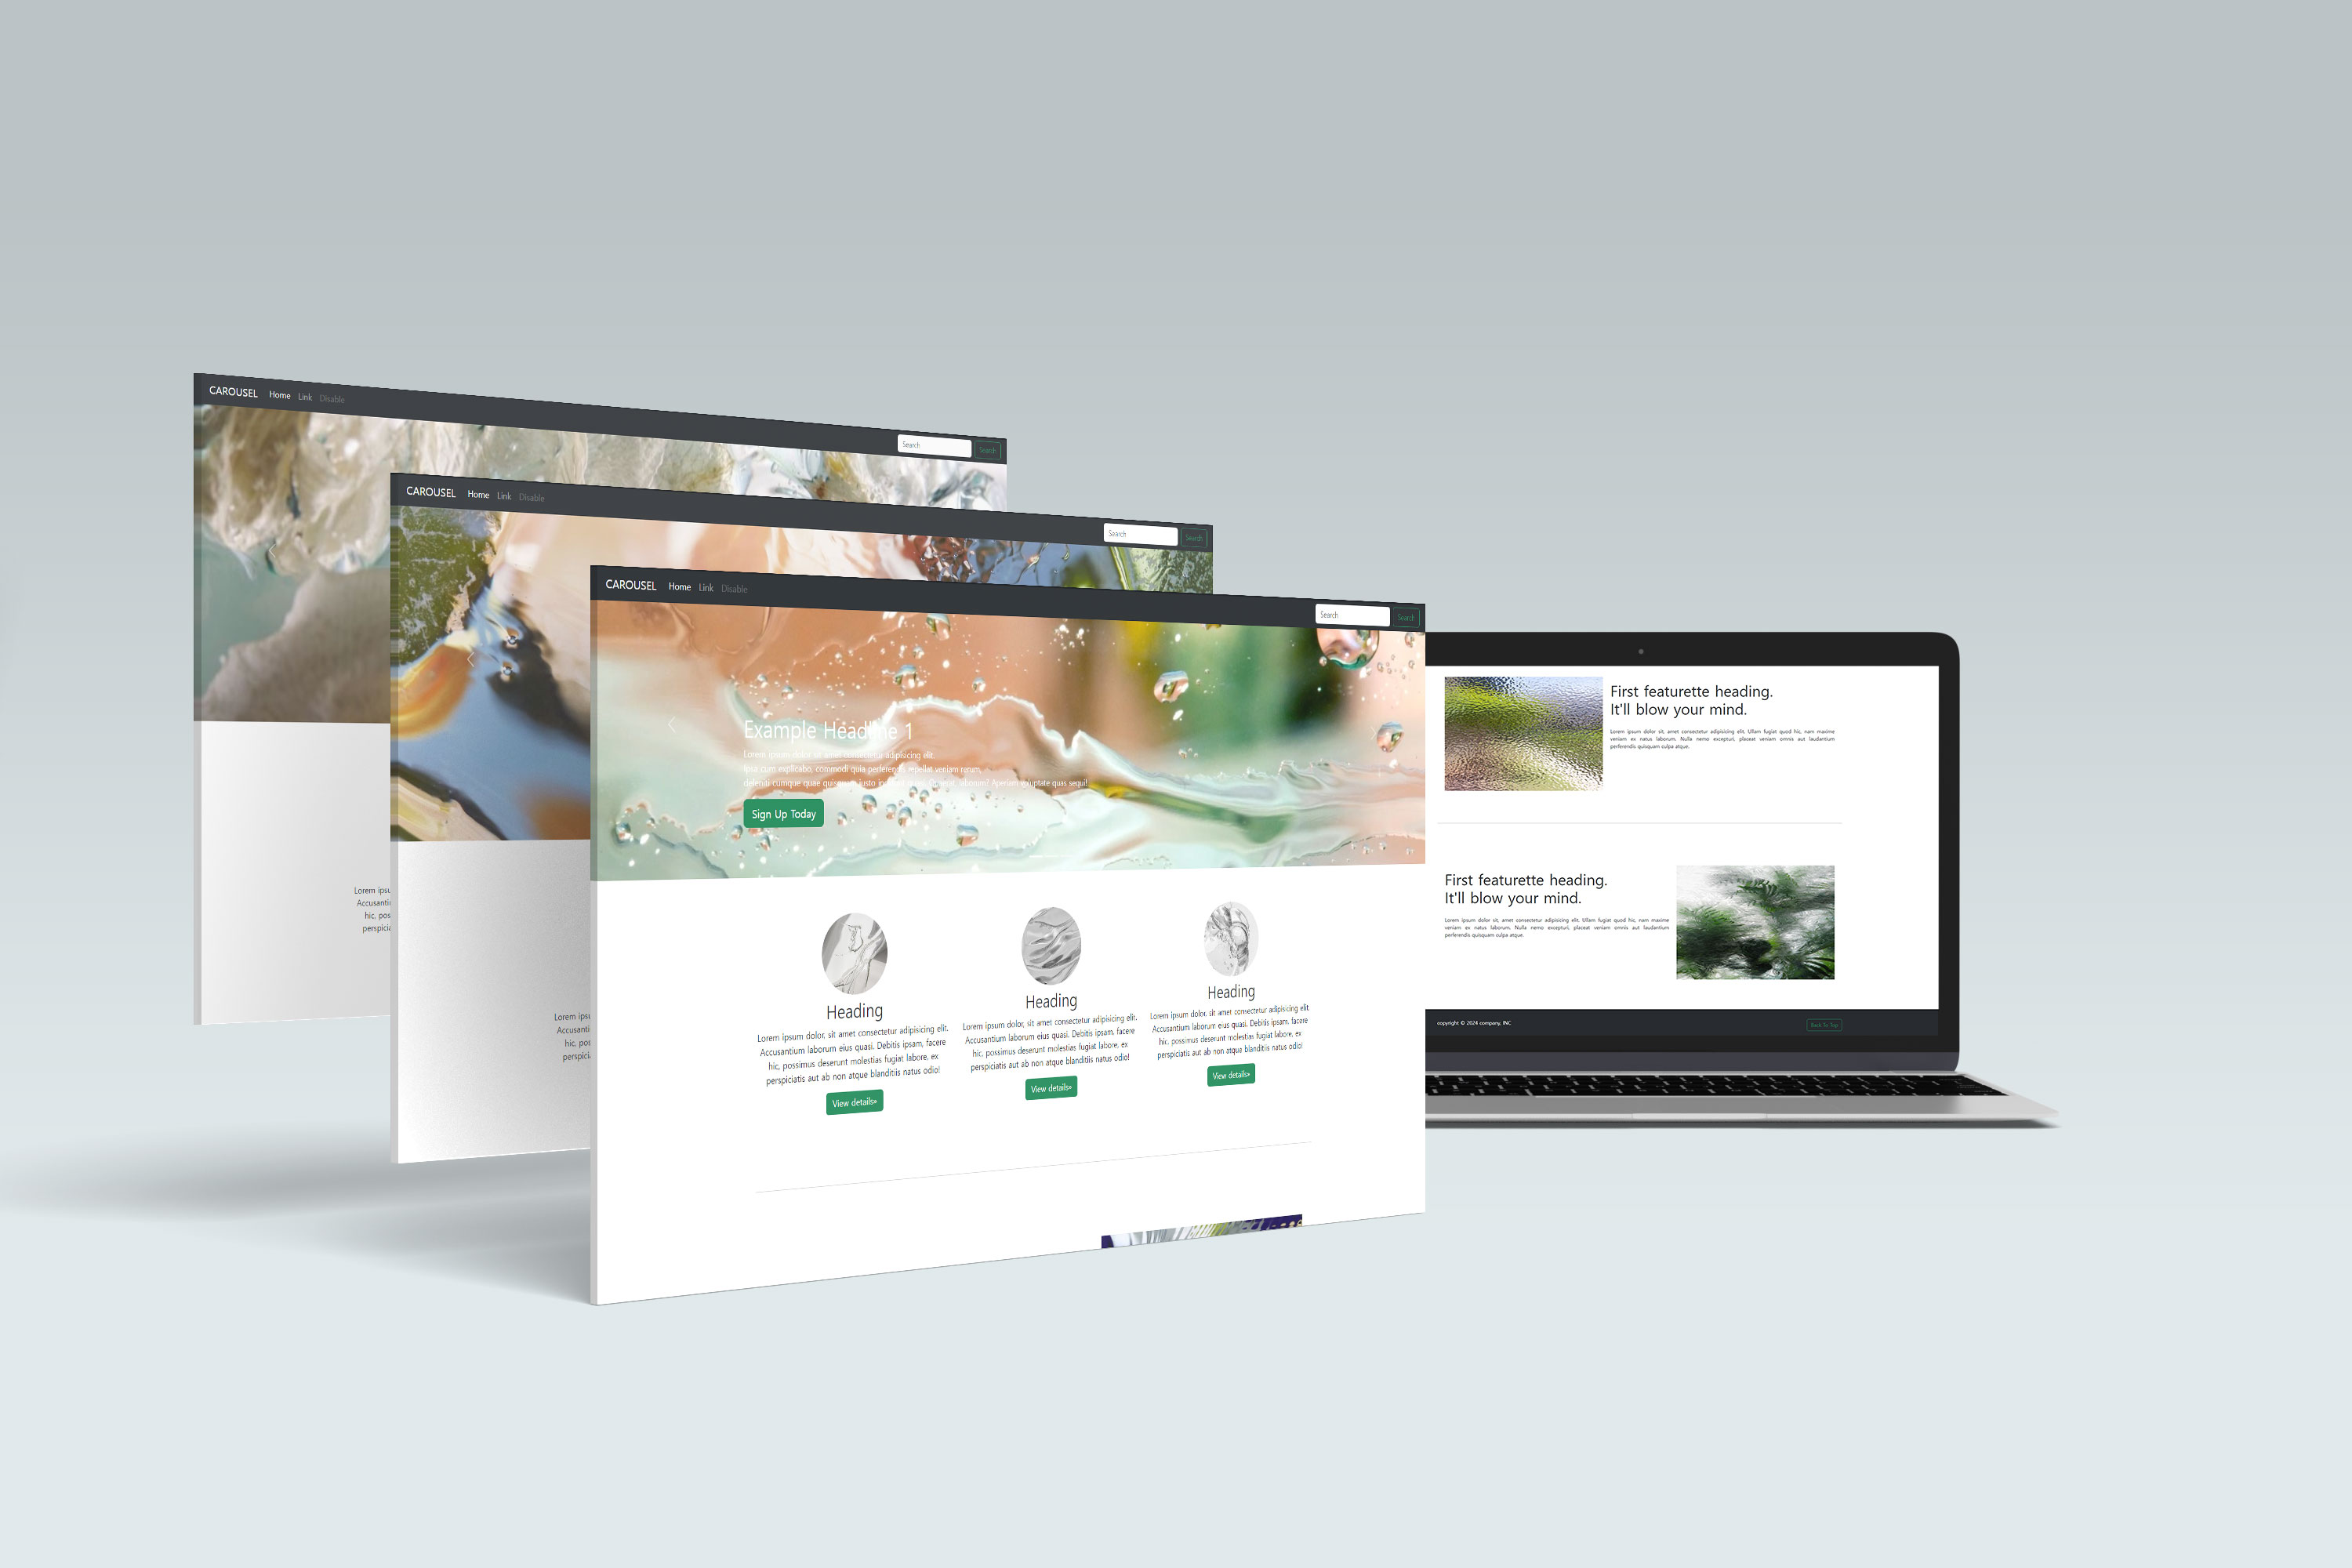 CAROUSEL Home Link Disable
Search Search
Lorem ipsu
Accusantiu
hic, pos
perspicia
CAROUSEL Home Link Disable
Search Search
Lorem ipsu
Accusanti
hic, pos
perspici
CAROUSEL Home Link Disable
Search Search
Example Headline 1
Lorem ipsum dolor sit amet consectetur adipisicing elit.
Ipsa cum explicabo, commodi quia perferendis repellat veniam rerum,
deleniti cumque quae quisquam iusto laborum? Aperiam voluptate quas sequi!
Sign Up Today
Heading
Lorem ipsum dolor, sit amet consectetur adipisicing elit.
Accusantium laborum eius quasi. Debitis ipsam, facere
hic, possimus deserunt molestias fugiat labore, ex
perspiciatis aut ab non atque blanditiis natus odio!
View details»
Heading
Lorem ipsum dolor, sit amet consectetur adipisicing elit.
Accusantium laborum eius quasi. Debitis ipsam, facere
hic, possimus deserunt molestias fugiat labore, ex
perspiciatis aut ab non atque blanditiis natus odio!
View details»
Heading
Lorem ipsum dolor, sit amet consectetur adipisicing elit.
Accusantium laborum eius quasi. Debitis ipsam, facere
hic, possimus deserunt molestias fugiat labore, ex
perspiciatis aut ab non atque blanditiis natus odio!
View details»
First featurette heading.
It'll blow your mind.
Lorem ipsum dolor sit, amet consectetur adipisicing elit. Ullam fugiat quod hic, nam maxime
veniam ex natus laborum. Nulla nemo excepturi, placeat veniam omnis aut laudantium
perferendis quisquam culpa atque.
First featurette heading.
It'll blow your mind.
Lorem ipsum dolor sit, amet consectetur adipisicing elit. Ullam fugiat quod hic, nam maxime
veniam ex natus laborum. Nulla nemo excepturi, placeat veniam omnis aut laudantium
perferendis quisquam culpa atque.
copyright © 2024 company, INC
Back To Top